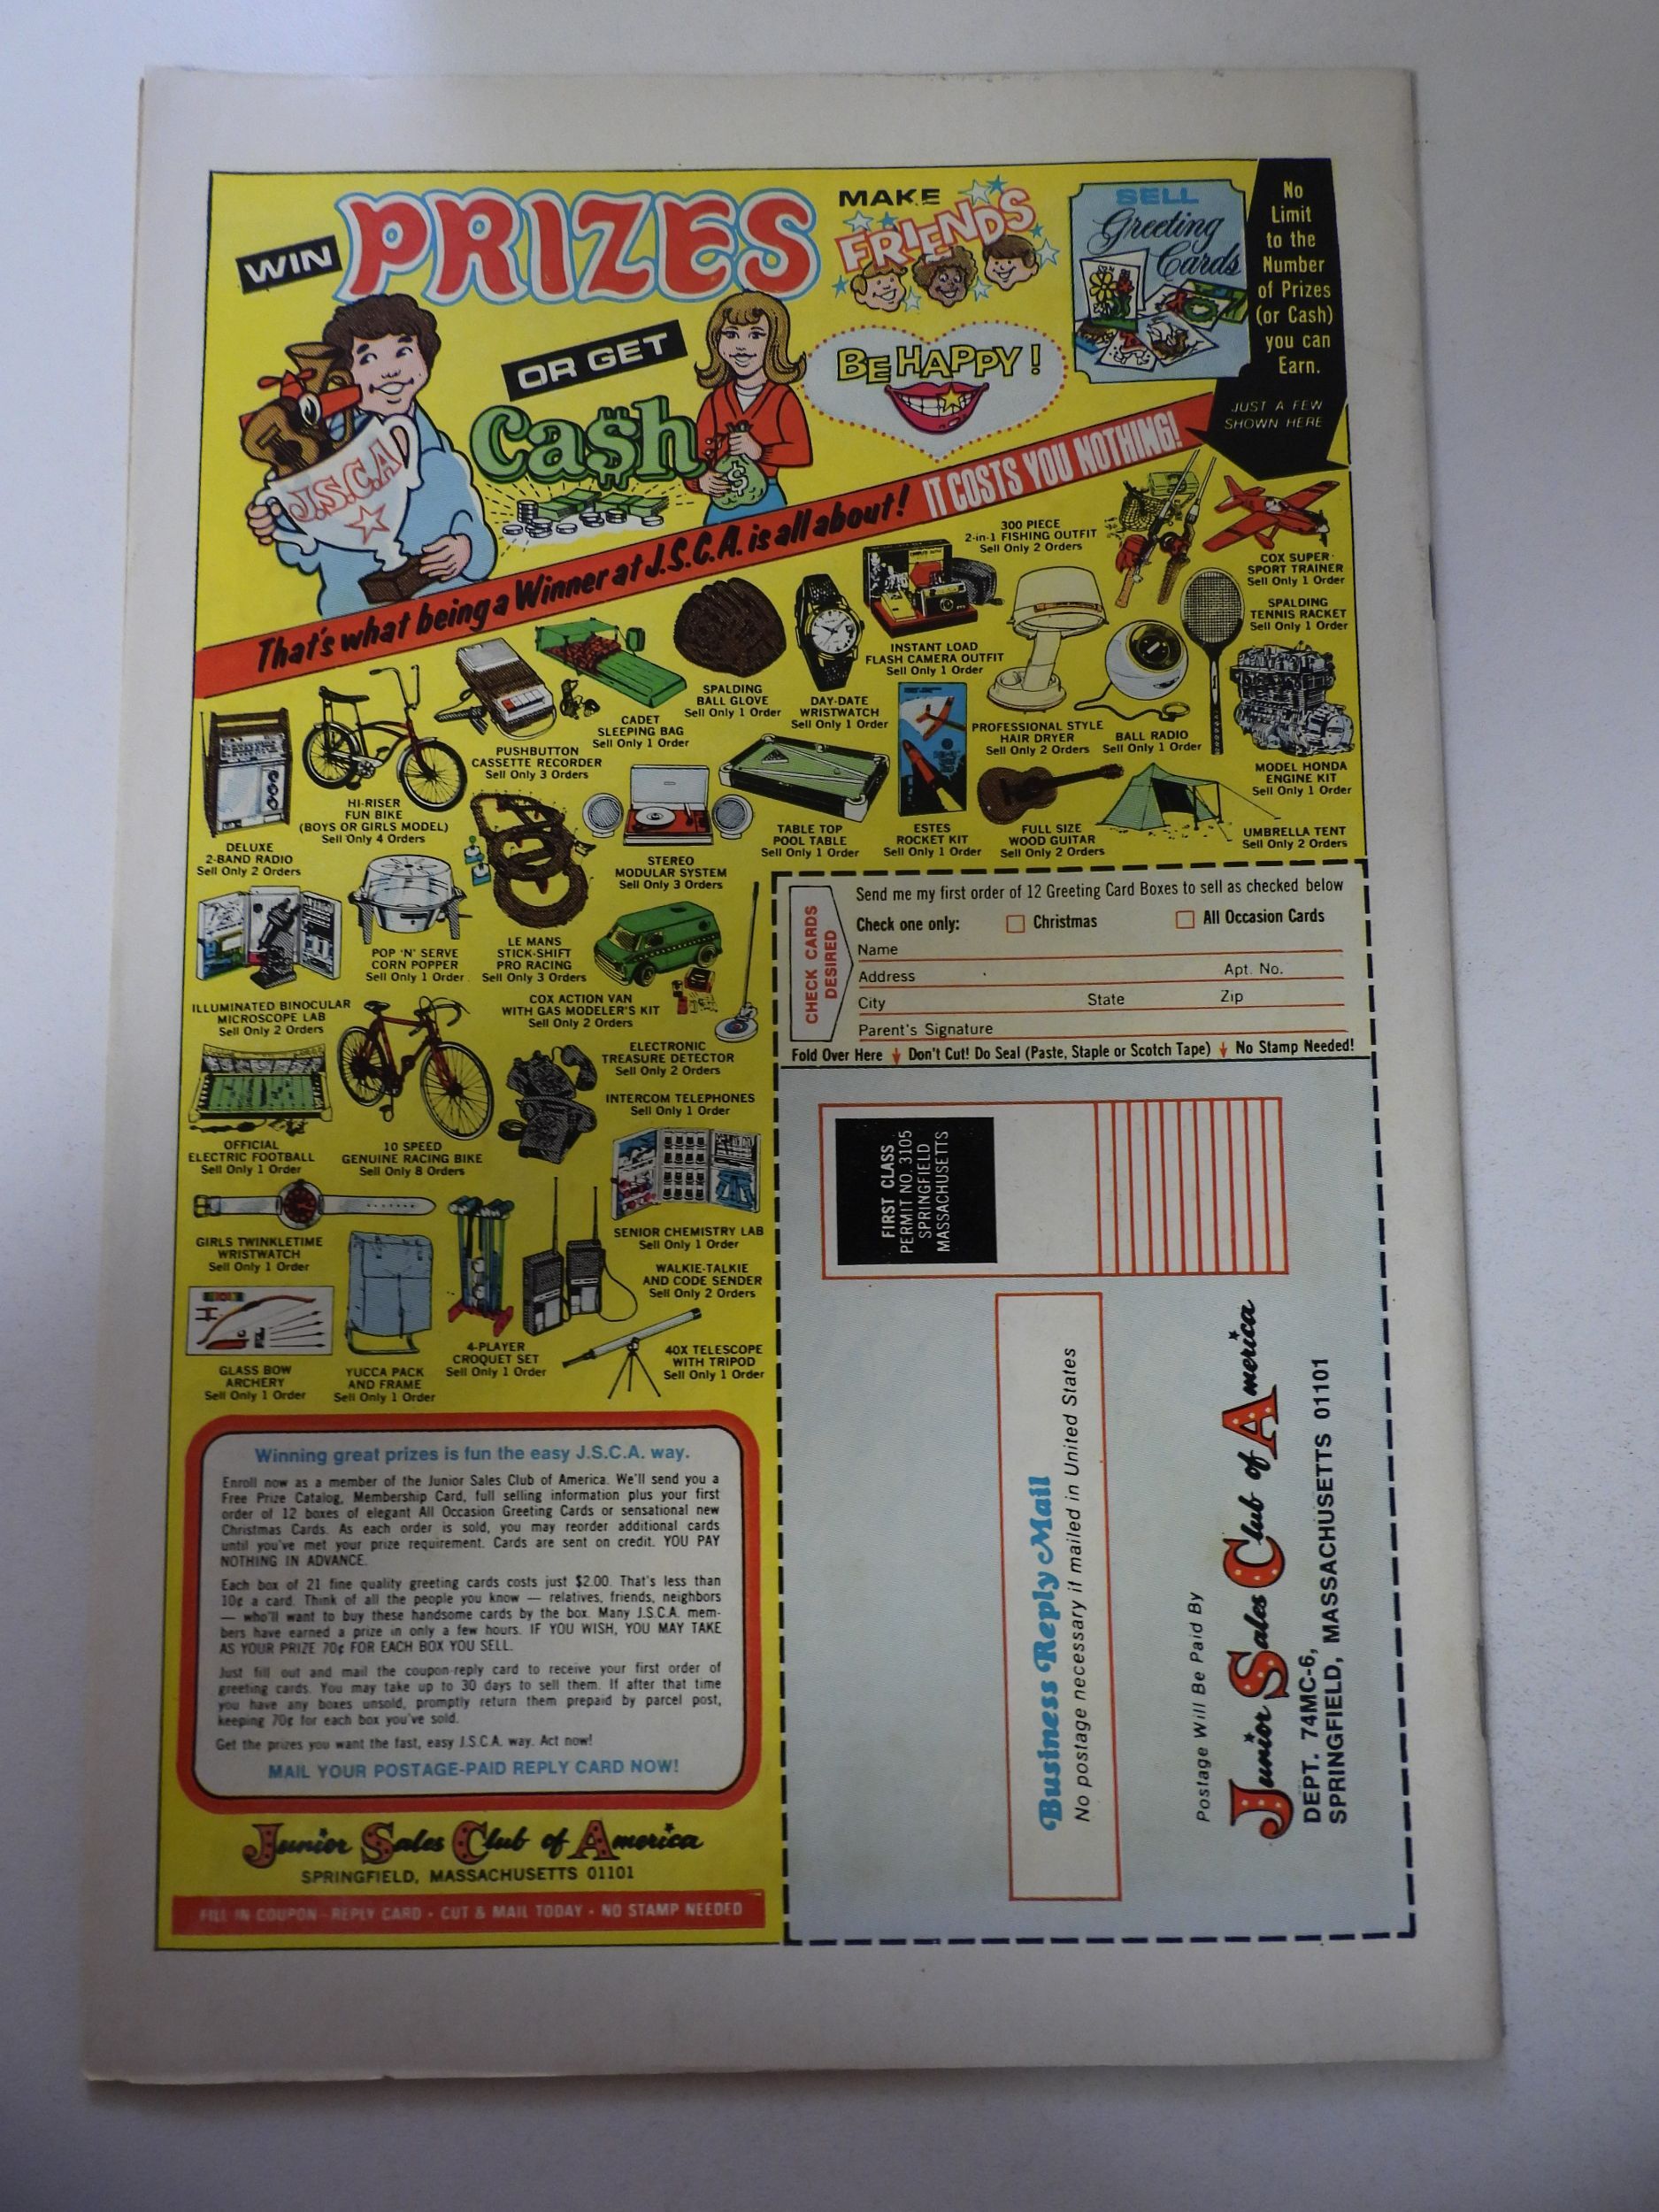 WIN PRIZES
OR GET
Ca$h
MAKE
FRIENDS
BE HAPPY!
SELL
Greeting
Cards
No
Limit
to the
Number
of Prizes
(or Cash)
you can
Earn.
JUST A FEW
SHOWN HERE
J.S.C.A
$
That's what being a Winner at J.S.C.A. is all about! IT COSTS YOU NOTHING!
300 PIECE
2-in-1 FISHING OUTFIT
Sell Only 2 Orders
COX SUPER-
SPORT TRAINER
Sell Only 1 Order
SPALDING
TENNIS RACKET
Sell Only 1 Order
INSTANT LOAD
FLASH CAMERA OUTFIT
Sell Only 1 Order
SPALDING
BALL GLOVE
Sell Only 1 Order
DAY-DATE
WRISTWATCH
Sell Only 1 Order
CADET
SLEEPING BAG
Sell Only 1 Order
PROFESSIONAL STYLE
HAIR DRYER
Sell Only 2 Orders
BALL RADIO
Sell Only 1 Order
PUSHBUTTON
CASSETTE RECORDER
Sell Only 3 Orders
MODEL HONDA
ENGINE KIT
Sell Only 1 Order
HI-RISER
FUN BIKE
(BOYS OR GIRLS MODEL)
Sell Only 4 Orders
DELUXE
2-BAND RADIO
Sell Only 2 Orders
STEREO
MODULAR SYSTEM
Sell Only 3 Orders
TABLE TOP
POOL TABLE
Sell Only 1 Order
ESTES
ROCKET KIT
Sell Only 1 Order
FULL SIZE
WOOD GUITAR
Sell Only 2 Orders
UMBRELLA TENT
Sell Only 2 Orders
POP 'N' SERVE
CORN POPPER
Sell Only 1 Order
LE MANS
STICK-SHIFT
PRO RACING
Sell Only 3 Orders
ILLUMINATED BINOCULAR
MICROSCOPE LAB
Sell Only 2 Orders
COX ACTION VAN
WITH GAS MODELER'S KIT
Sell Only 2 Orders
ELECTRONIC
TREASURE DETECTOR
Sell Only 2 Orders
INTERCOM TELEPHONES
Sell Only 1 Order
OFFICIAL
ELECTRIC FOOTBALL
Sell Only 1 Order
10 SPEED
GENUINE RACING BIKE
Sell Only 8 Orders
SENIOR CHEMISTRY LAB
Sell Only 1 Order
GIRLS TWINKLETIME
WRISTWATCH
Sell Only 1 Order
WALKIE-TALKIE
AND CODE SENDER
Sell Only 2 Orders
GLASS BOW
ARCHERY
Sell Only 1 Order
YUCCA PACK
AND FRAME
Sell Only 1 Order
4-PLAYER
CROQUET SET
Sell Only 1 Order
40X TELESCOPE
WITH TRIPOD
Sell Only 1 Order
Winning great prizes is fun the easy J.S.C.A. way.
Enroll now as a member of the Junior Sales Club of America. We'll send you a
Free Prize Catalog, Membership Card, full selling information plus your first
order of 12 boxes of elegant All Occasion Greeting Cards or sensational new
Christmas Cards. As each order is sold, you may reorder additional cards
until you've met your prize requirement. Cards are sent on credit. YOU PAY
NOTHING IN ADVANCE.
Each box of 21 fine quality greeting cards costs just $2.00. That's less than
10¢ a card. Think of all the people you know — relatives, friends, neighbors
— who'll want to buy these handsome cards by the box. Many J.S.C.A. mem-
bers have earned a prize in only a few hours. IF YOU WISH, YOU MAY TAKE
AS YOUR PRIZE 70¢ FOR EACH BOX YOU SELL.
Just fill out and mail the coupon-reply card to receive your first order of
greeting cards. You may take up to 30 days to sell them. If after that time
you have any boxes unsold, promptly return them prepaid by parcel post,
keeping 70¢ for each box you've sold.
Get the prizes you want the fast, easy J.S.C.A. way. Act now!
MAIL YOUR POSTAGE-PAID REPLY CARD NOW!
Junior Sales Club of America
SPRINGFIELD, MASSACHUSETTS 01101
FILL IN COUPON-REPLY CARD - CUT & MAIL TODAY - NO STAMP NEEDED
CHECK CARDS
DESIRED
Send me my first order of 12 Greeting Card Boxes to sell as checked below
Check one only: Christmas All Occasion Cards
Name
Address Apt. No.
City State Zip
Parent's Signature
Fold Over Here Don't Cut! Do Seal (Paste, Staple or Scotch Tape) No Stamp Needed!
FIRST CLASS
PERMIT NO. 3105
SPRINGFIELD
MASSACHUSETTS
Business Reply Mail
No postage necessary if mailed in United States
Postage Will Be Paid By
Junior Sales Club of America
DEPT. 74MC-6,
SPRINGFIELD, MASSACHUSETTS 01101